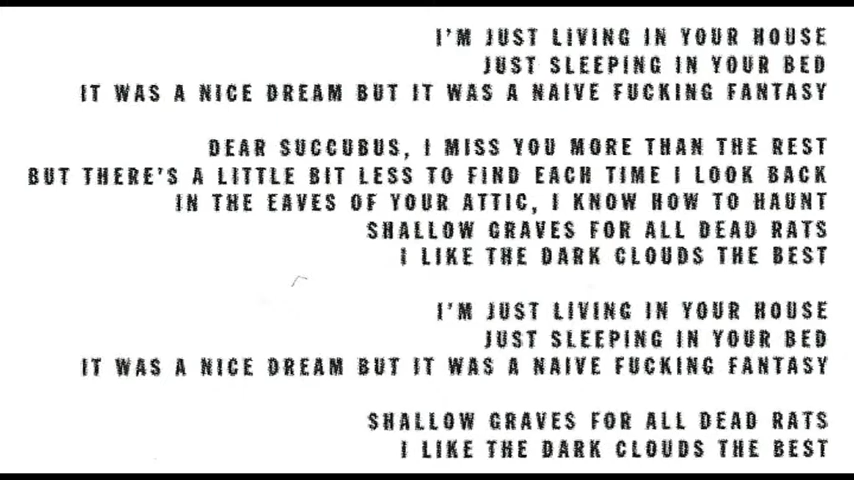 I'M JUST LIVING IN YOUR HOUSE
JUST SLEEPING IN YOUR BED
IT WAS A NICE DREAM BUT IT WAS A NAIVE FUCKING FANTASY
DEAR SUCCUBUS, I MISS YOU MORE THAN THE REST
BUT THERE'S A LITTLE BIT LESS TO FIND EACH TIME I LOOK BACK
IN THE EAVES OF YOUR ATTIC, I KNOW HOW TO HAUNT
SHALLOW GRAVES FOR ALL DEAD RATS
I LIKE THE DARK CLOUDS THE BEST
I'M JUST LIVING IN YOUR HOUSE
JUST SLEEPING IN YOUR BED
IT WAS A NICE DREAM BUT IT WAS A NAIVE FUCKING FANTASY
SHALLOW GRAVES FOR ALL DEAD RATS
I LIKE THE DARK CLOUDS THE BEST